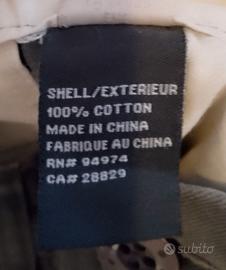 SHELL/EXTERIEUR
100% COTTON
MADE IN CHINA
FABRIQUE AU CHINA
RN# 94974
CA# 28829
subito